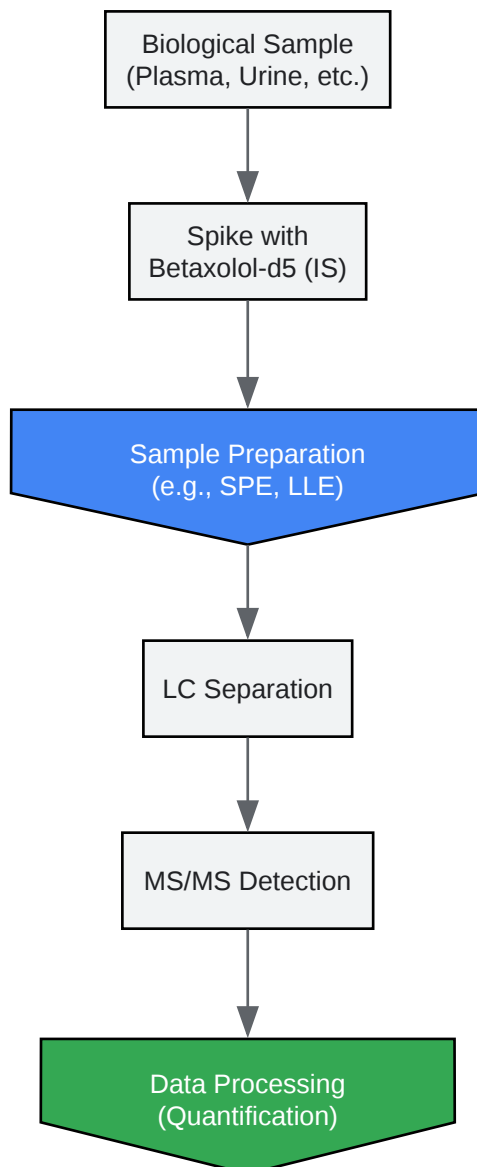 Biological Sample
(Plasma, Urine, etc.)
Spike with
Betaxolol-d5 (IS)
Sample Preparation
(e.g., SPE, LLE)
LC Separation
MS/MS Detection
Data Processing
(Quantification)